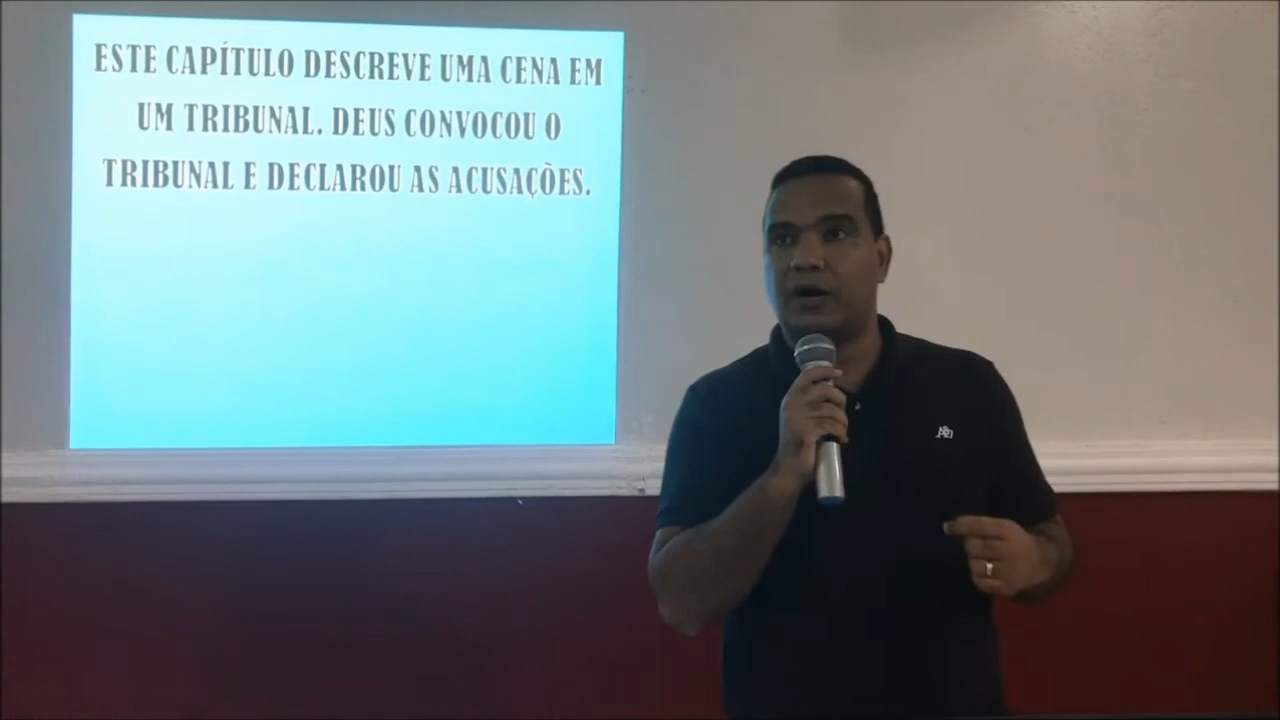 ESTE CAPÍTULO DESCREVE UMA CENA EM
UM TRIBUNAL. DEUS CONVOCOU O
TRIBUNAL E DECLAROU AS ACUSAÇÕES.